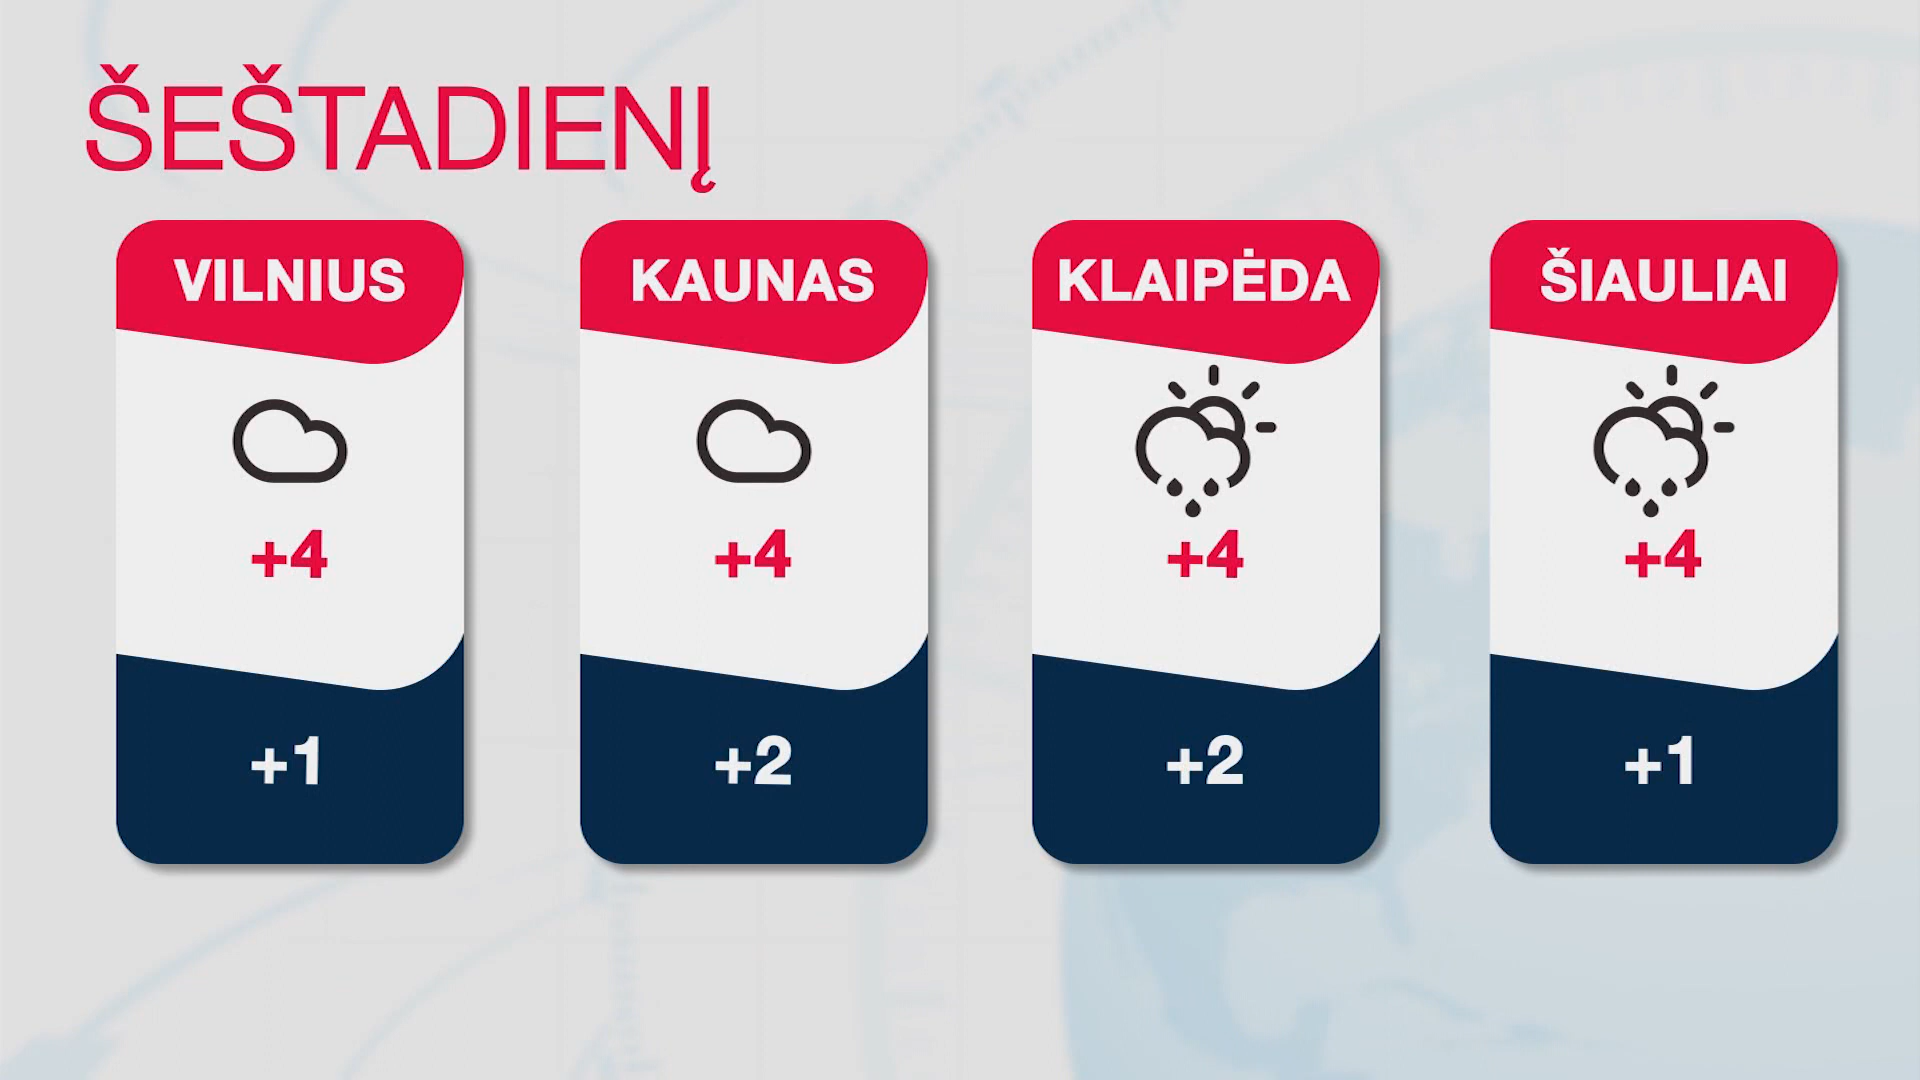 ŠEŠTADIENĮ
VILNIUS
+4
+1
KAUNAS
+4
+2
KLAIPĖDA
+4
+2
ŠIAULIAI
+4
+1